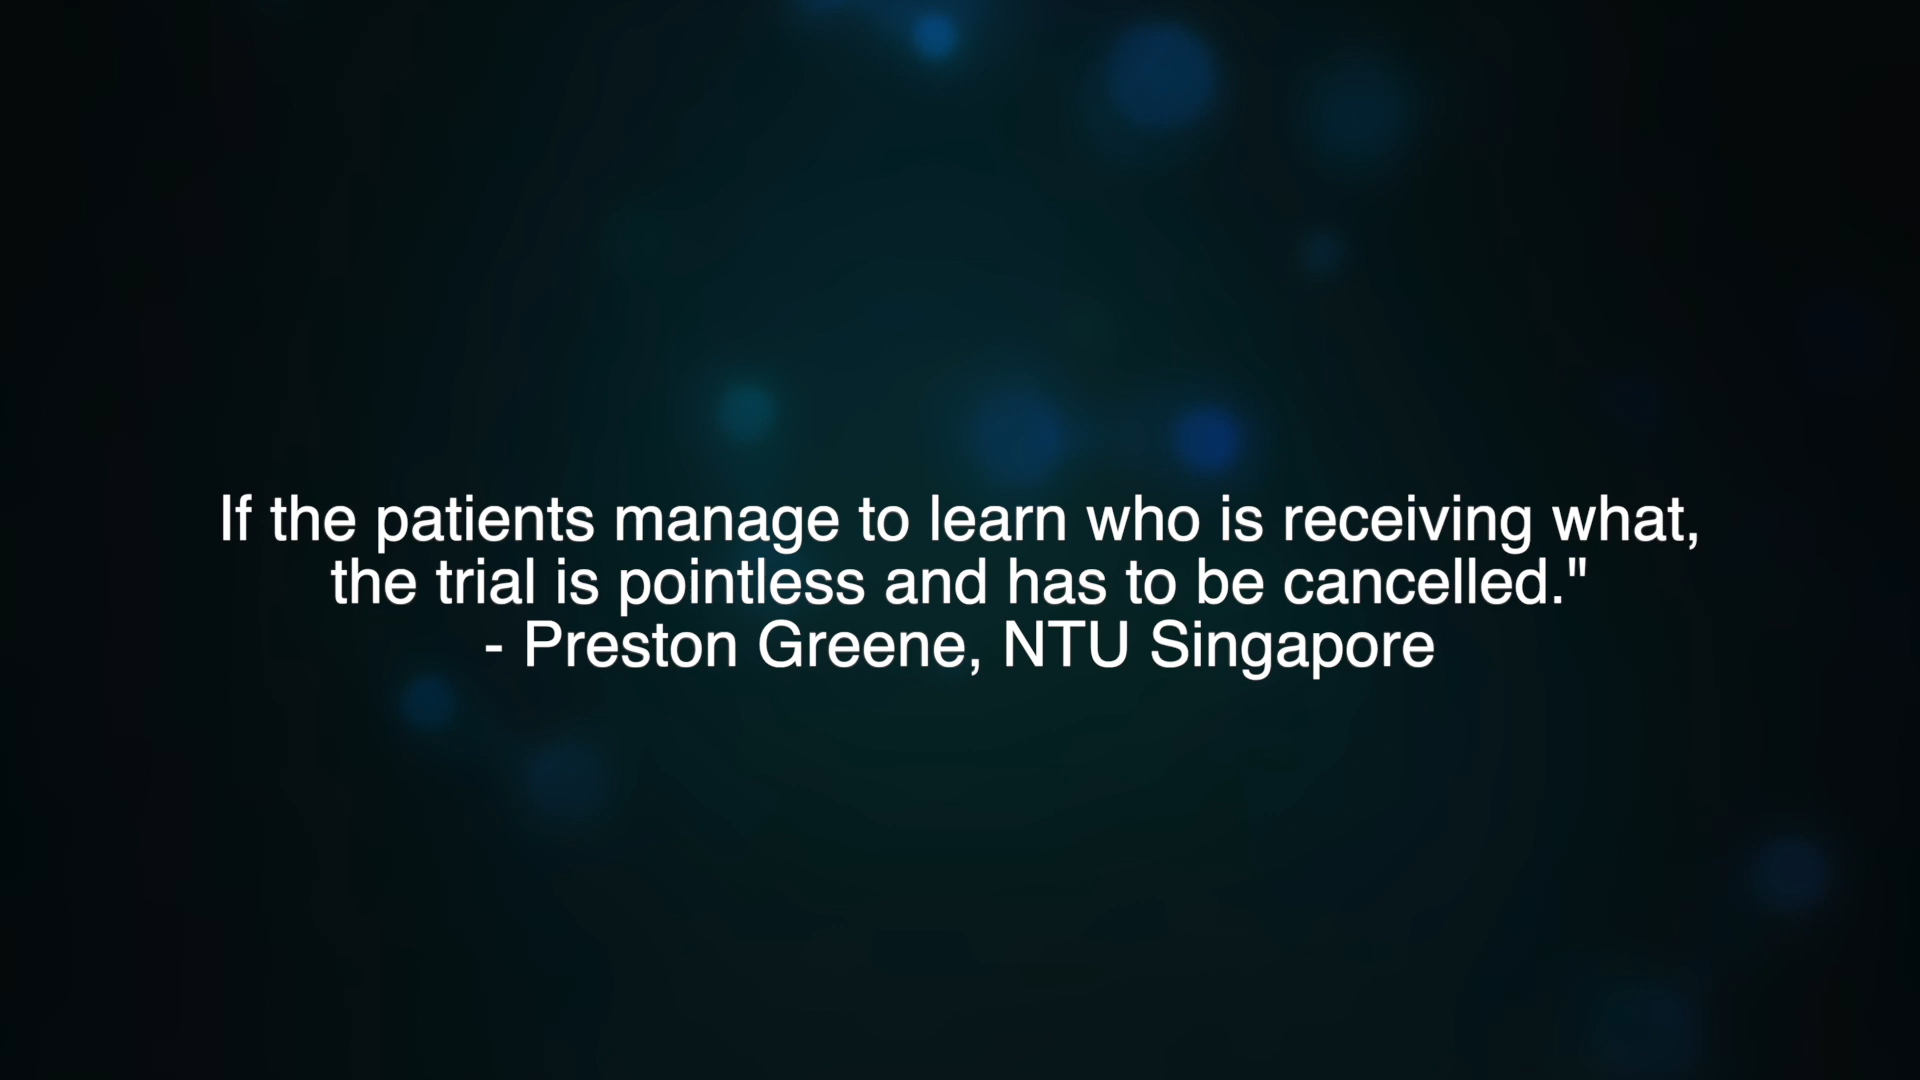 If the patients manage to learn who is receiving what,
the trial is pointless and has to be cancelled."
- Preston Greene, NTU Singapore